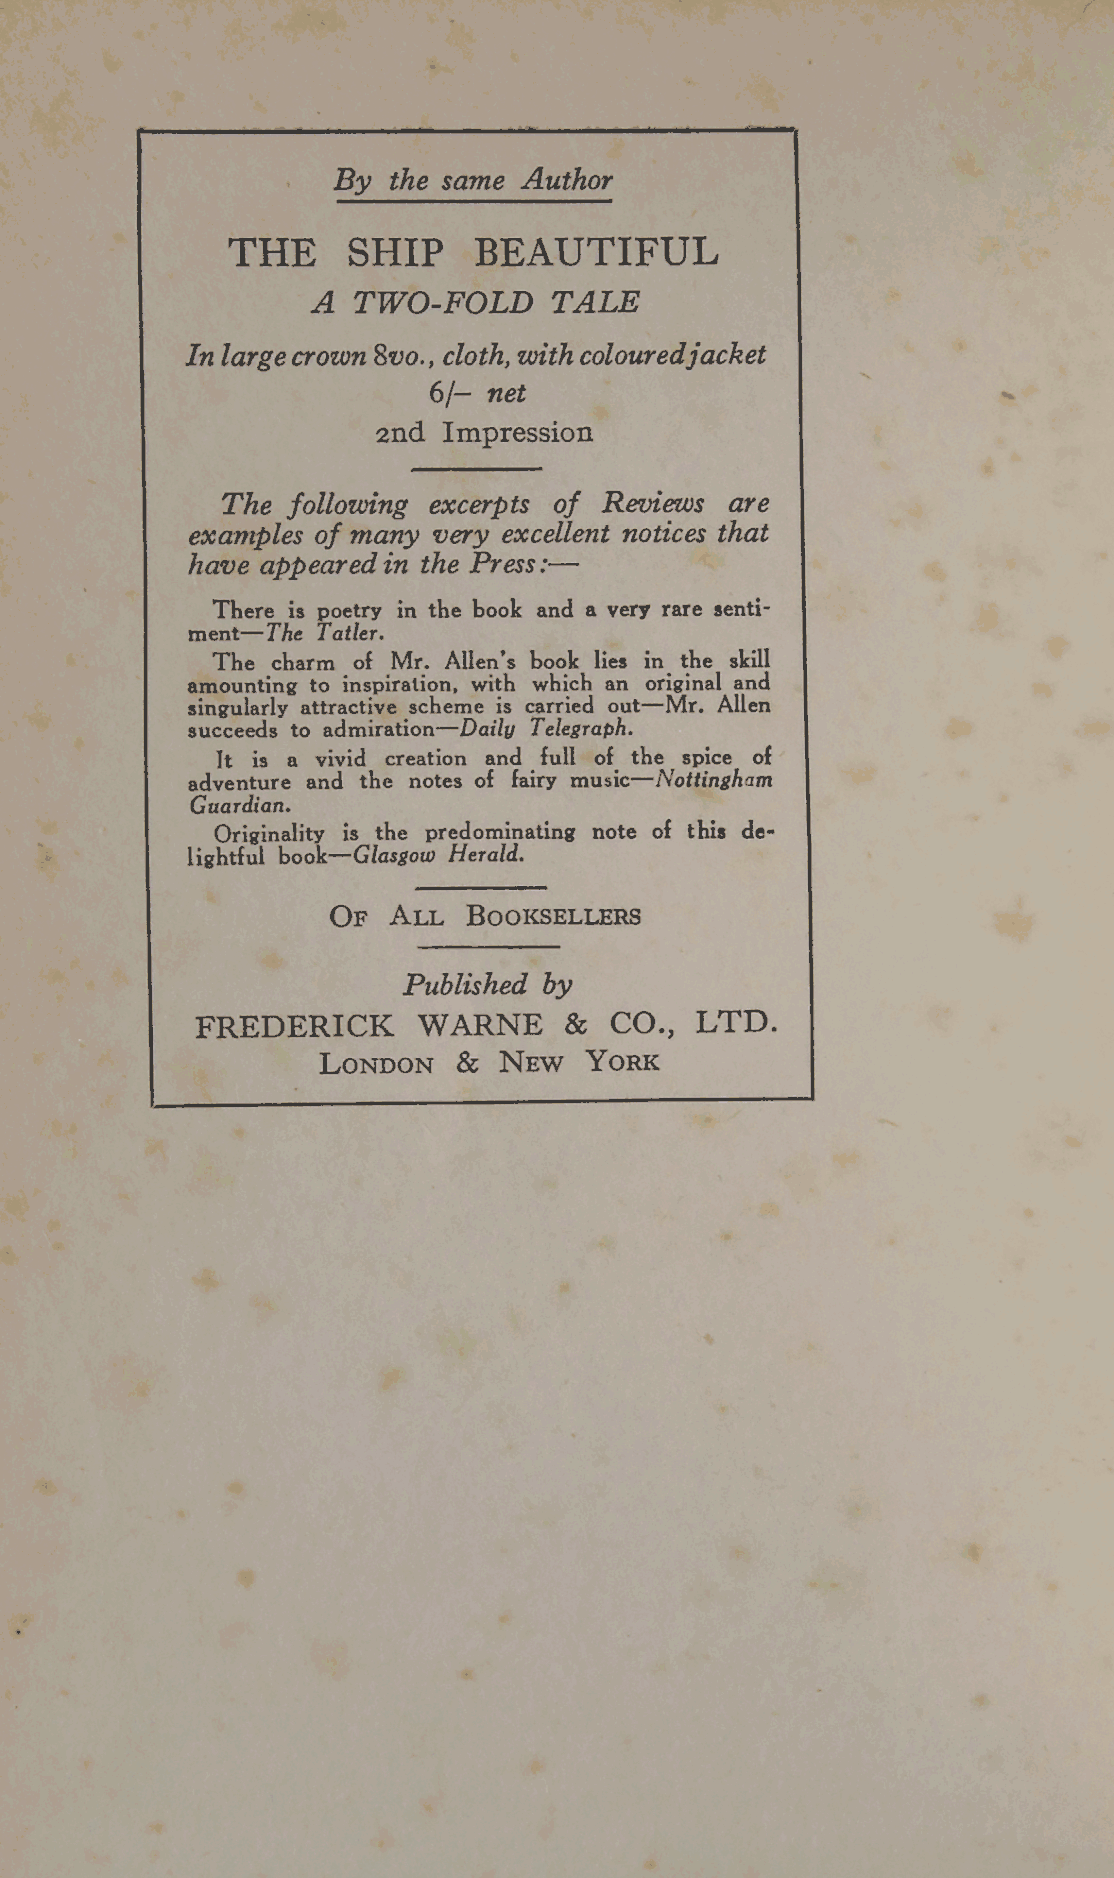 By the same Author
THE SHIP BEAUTIFUL
A TWO-FOLD TALE
In large crown 8vo., cloth, with coloured jacket
6/– net
2nd Impression
The following excerpts of Reviews are
examples of many very excellent notices that
have appeared in the Press:—
There is poetry in the book and a very rare senti-
ment—The Tatler.
The charm of Mr. Allen's book lies in the skill
amounting to inspiration, with which an original and
singularly attractive scheme is carried out—Mr. Allen
succeeds to admiration—Daily Telegraph.
It is a vivid creation and full of the spice of
adventure and the notes of fairy music—Nottingham
Guardian.
Originality is the predominating note of this de-
lightful book—Glasgow Herald.
OF ALL BOOKSELLERS
Published by
FREDERICK WARNE & CO., LTD.
LONDON & NEW YORK